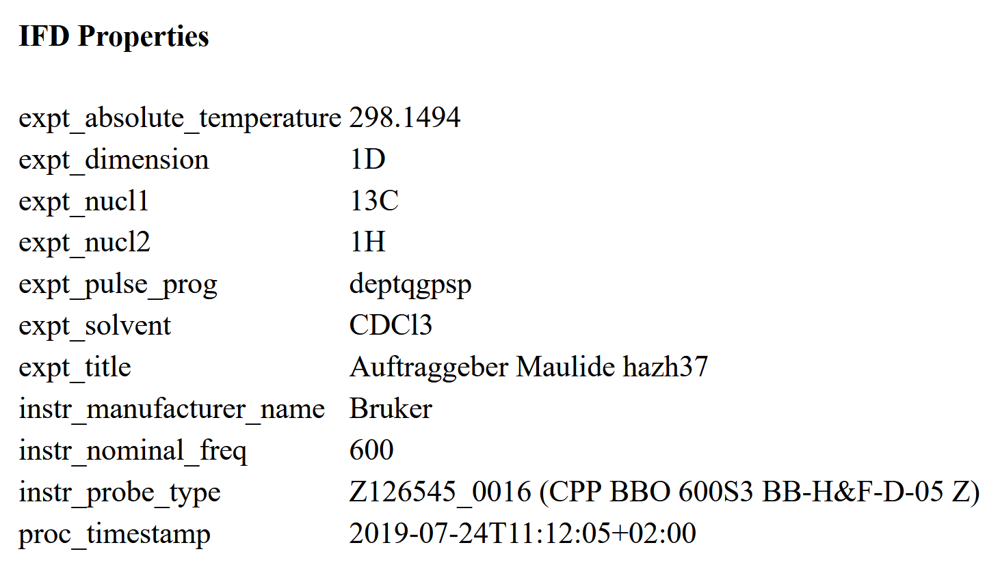 IFD Properties
expt_absolute_temperature 298.1494
expt_dimension 1D
expt_nucl1 13C
expt_nucl2 1H
expt_pulse_prog deptqgpsp
expt_solvent CDCl3
expt_title Auftraggeber Maulide hazh37
instr_manufacturer_name Bruker
instr_nominal_freq 600
instr_probe_type Z126545_0016 (CPP BBO 600S3 BB-H&F-D-05 Z)
proc_timestamp 2019-07-24T11:12:05+02:00